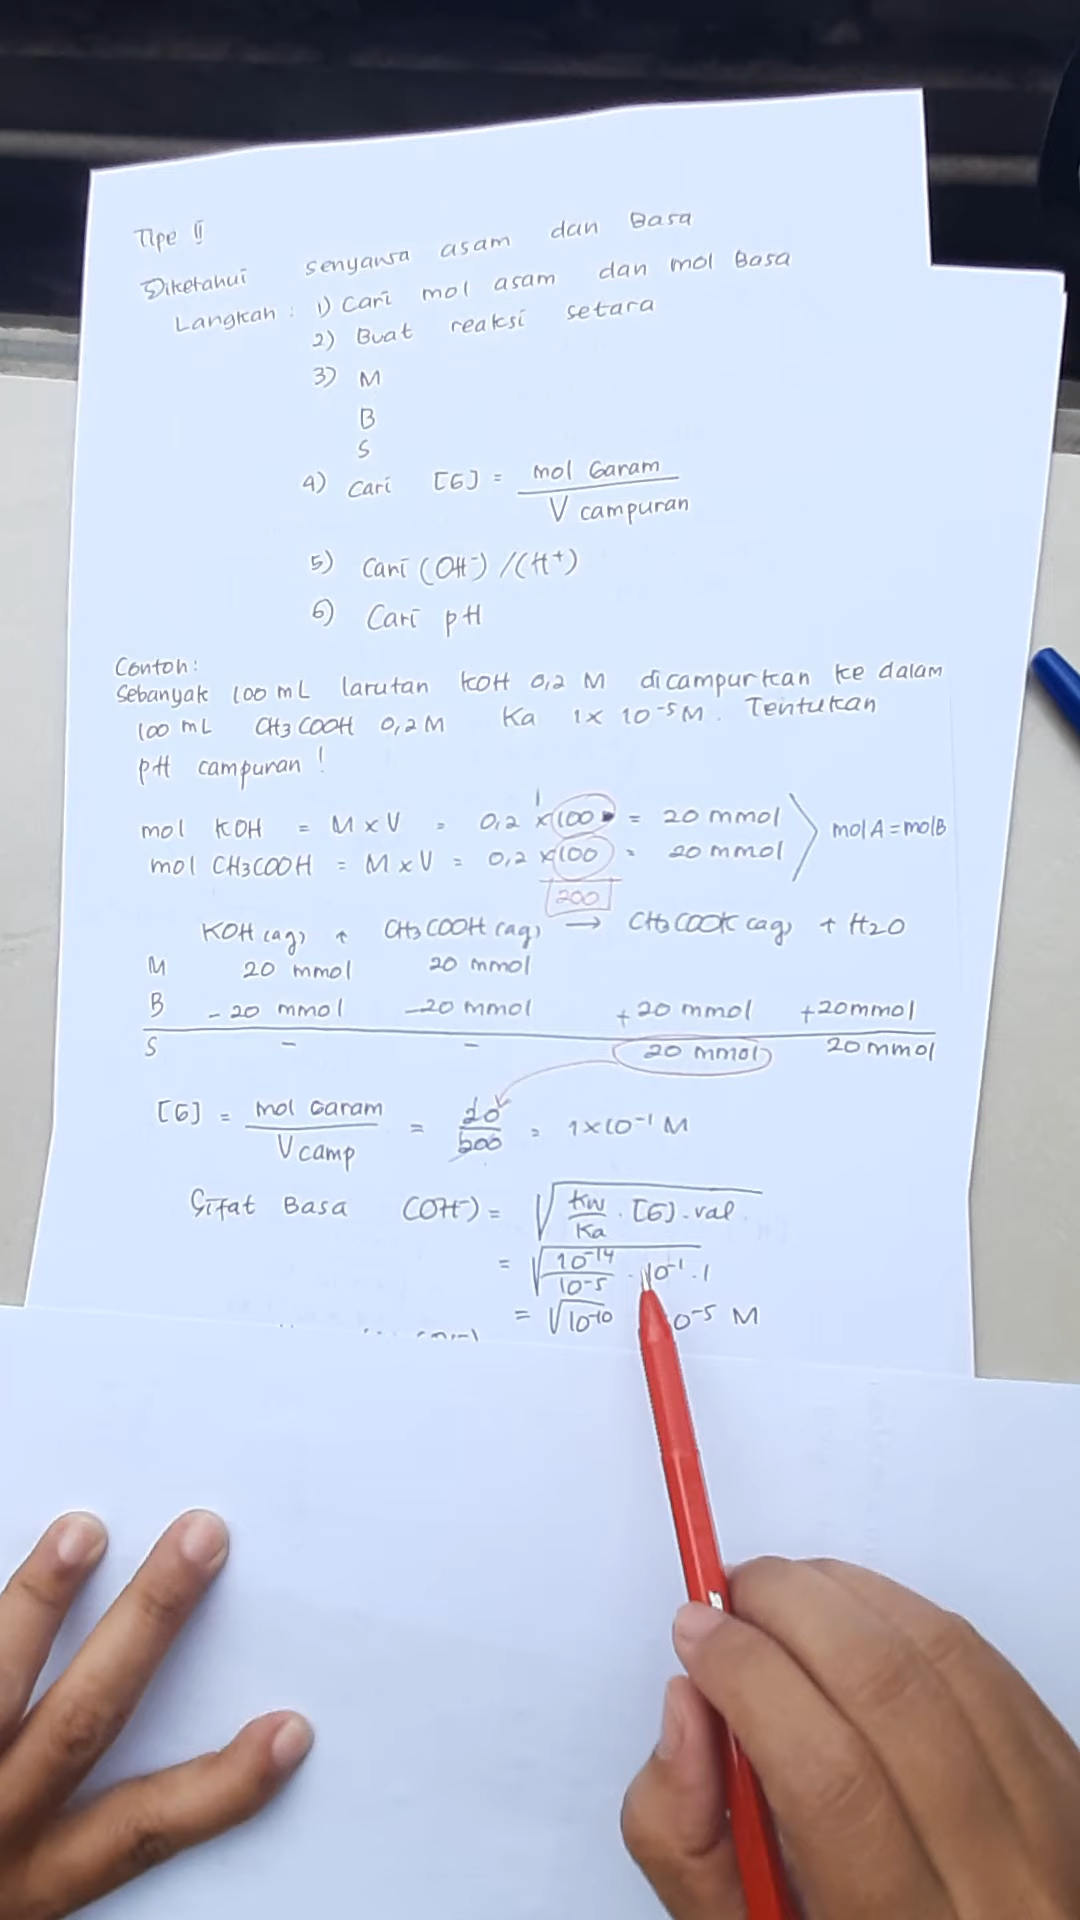 Tipe II
Diketahui senyawa asam dan Basa
Langkah : 1) Cari mol asam dan mol Basa
2) Buat reaksi setara
3) M
B
S
4) Cari [G] = mol Garam / V campuran
5) Cari (OH⁻) / (H⁺)
6) Cari pH
Contoh:
Sebanyak 100 mL larutan KOH 0,2 M dicampurkan ke dalam
100 mL CH3COOH 0,2 M Ka 1 x 10⁻⁵ M. Tentukan
pH campuran !
mol KOH = M x V = 0,2 x 100 = 20 mmol
mol CH3COOH = M x V = 0,2 x 100 = 20 mmol
mol A = mol B
200
KOH (aq) + CH3COOH (aq) → CH3COOK (aq) + H2O
M 20 mmol 20 mmol
B - 20 mmol - 20 mmol + 20 mmol + 20 mmol
S - - 20 mmol 20 mmol
[G] = mol Garam / V camp = 20 / 200 = 1 x 10⁻¹ M
Sifat Basa (OH⁻) = √ Kw / Ka . [G] . val
= √ 10⁻¹⁴ / 10⁻⁵ . 10⁻¹ . 1
= √10⁻¹⁰ 0⁻⁵ M